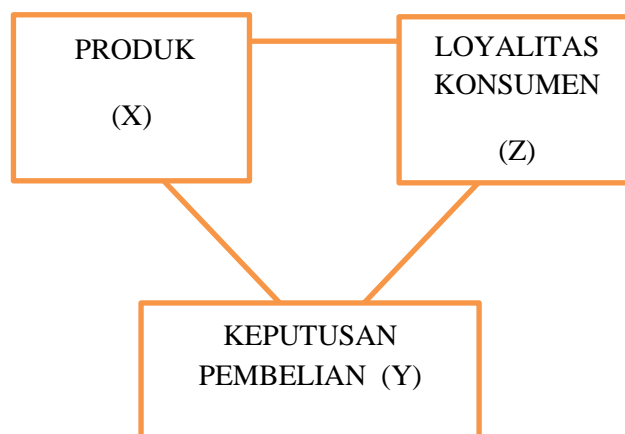 PRODUK
(X)
LOYALITAS
KONSUMEN
(Z)
KEPUTUSAN
PEMBELIAN (Y)